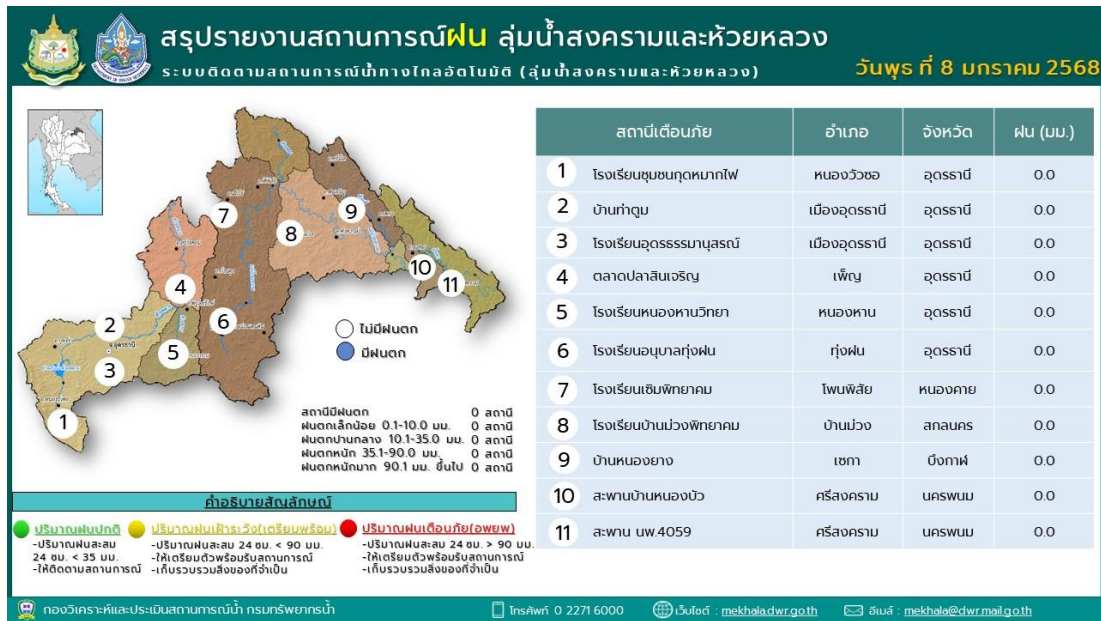 สรุปรายงานสถานการณ์ฝน ลุ่มน้ำสงครามและห้วยหลวง
ระบบติดตามสถานการณ์น้ำทางไกลอัตโนมัติ (ลุ่มน้ำสงครามและห้วยหลวง)
วันพุธ ที่ 8 มกราคม 2568
สถานีเตือนภัย อำเภอ จังหวัด ฝน (มม.)
1 โรงเรียนชุมชนกุดหมากไฟ หนองวัวซอ อุดรธานี 0.0
2 บ้านท่าตูม เมืองอุดรธานี อุดรธานี 0.0
3 โรงเรียนอุดรธรรมานุสรณ์ เมืองอุดรธานี อุดรธานี 0.0
4 ตลาดปลาสินเจริญ เพ็ญ อุดรธานี 0.0
5 โรงเรียนหนองหานวิทยา หนองหาน อุดรธานี 0.0
6 โรงเรียนอนุบาลทุ่งฝน ทุ่งฝน อุดรธานี 0.0
7 โรงเรียนเซิมพิทยาคม โพนพิสัย หนองคาย 0.0
8 โรงเรียนบ้านม่วงพิทยาคม บ้านม่วง สกลนคร 0.0
9 บ้านหนองยาง เซกา บึงกาฬ 0.0
10 สะพานบ้านหนองบัว ศรีสงคราม นครพนม 0.0
11 สะพาน นพ.4059 ศรีสงคราม นครพนม 0.0
7
8
9
10
11
4
6
2
5
3
1
ไม่มีฝนตก
มีฝนตก
สถานีมีฝนตก 0 สถานี
ฝนตกเล็กน้อย 0.1-10.0 มม. 0 สถานี
ฝนตกปานกลาง 10.1-35.0 มม. 0 สถานี
ฝนตกหนัก 35.1-90.0 มม. 0 สถานี
ฝนตกหนักมาก 90.1 มม. ขึ้นไป 0 สถานี
คำอธิบายสัญลักษณ์
ปริมาณฝนปกติ
-ปริมาณฝนสะสม
24 ชม. < 35 มม.
-ให้ติดตามสถานการณ์
ปริมาณฝนเฝ้าระวัง(เตรียมพร้อม)
-ปริมาณฝนสะสม 24 ชม. < 90 มม.
-ให้เตรียมตัวพร้อมรับสถานการณ์
-เก็บรวบรวมสิ่งของที่จำเป็น
ปริมาณฝนเตือนภัย(อพยพ)
-ปริมาณฝนสะสม 24 ชม. > 90 มม.
-ให้เตรียมตัวพร้อมรับสถานการณ์
-เก็บรวบรวมสิ่งของที่จำเป็น
กองวิเคราะห์และประเมินสถานการณ์น้ำ กรมทรัพยากรน้ำ
โทรศัพท์ 0 2271 6000
เว็บไซต์ : mekhala.dwr.go.th
อีเมล์ : mekhala@dwr.mail.go.th